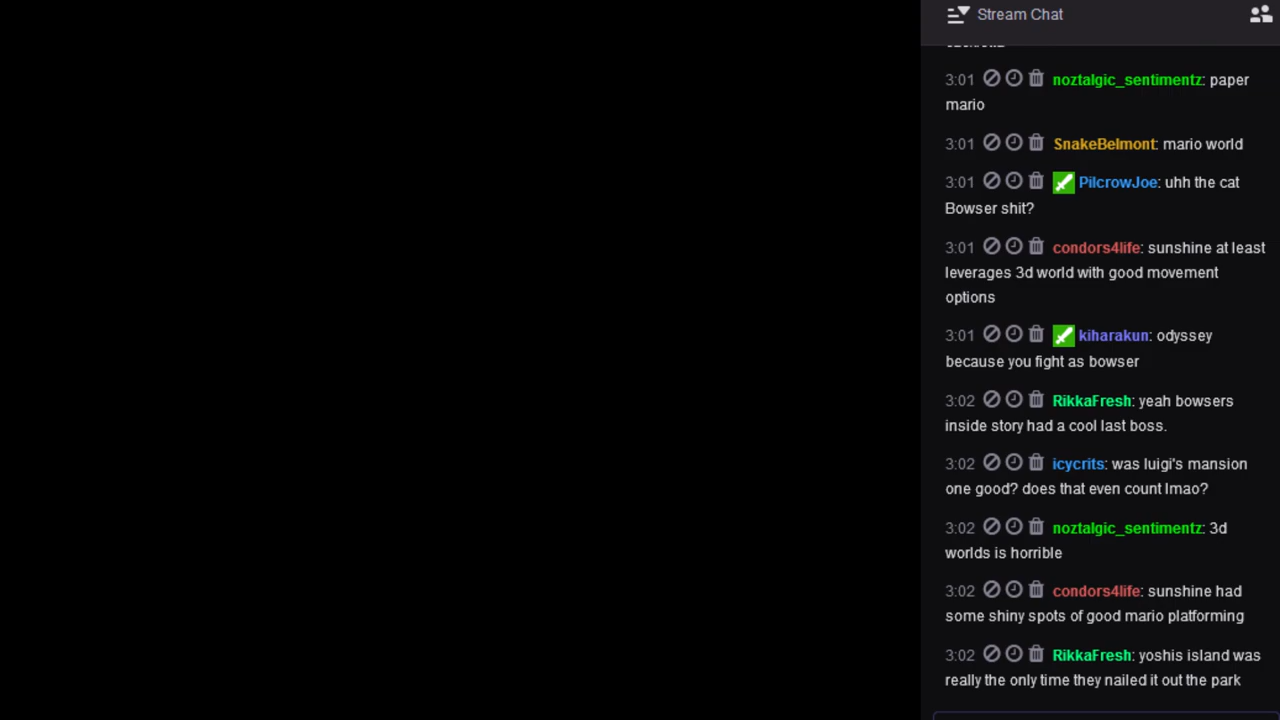 Stream Chat
3:01 noztalgic_sentimentz: paper
mario
3:01 SnakeBelmont: mario world
3:01 PilcrowJoe: uhh the cat
Bowser shit?
3:01 condors4life: sunshine at least
leverages 3d world with good movement
options
3:01 kiharakun: odyssey
because you fight as bowser
3:02 RikkaFresh: yeah bowsers
inside story had a cool last boss.
3:02 icycrits: was luigi's mansion
one good? does that even count lmao?
3:02 noztalgic_sentimentz: 3d
worlds is horrible
3:02 condors4life: sunshine had
some shiny spots of good mario platforming
3:02 RikkaFresh: yoshis island was
really the only time they nailed it out the park